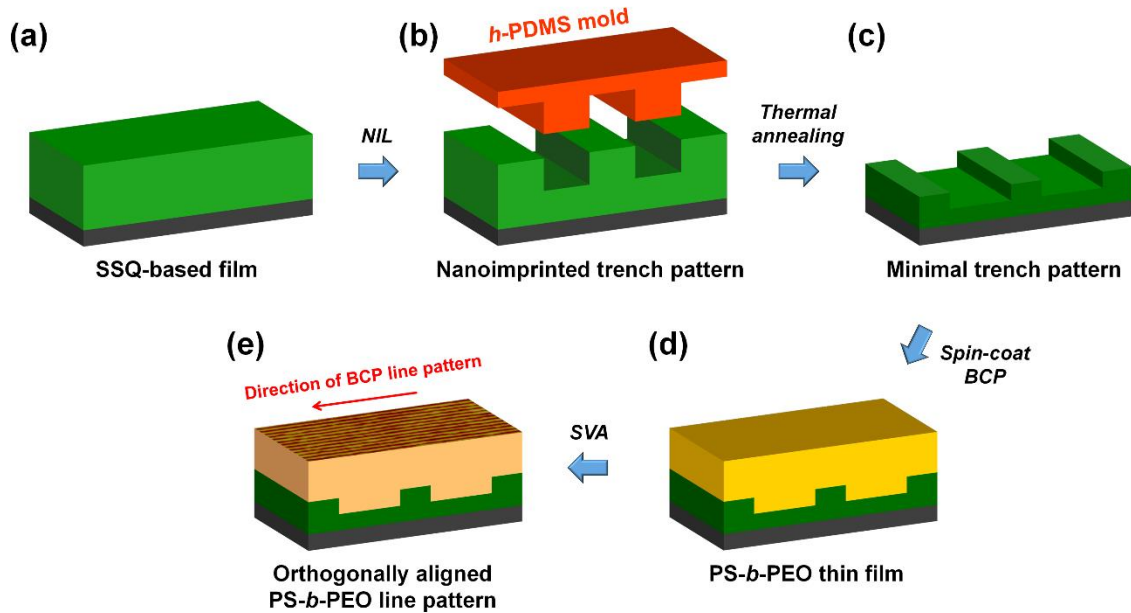 (a)
SSQ-based film
NIL
(b)
h-PDMS mold
Nanoimprinted trench pattern
Thermal
annealing
(c)
Minimal trench pattern
Spin-coat
BCP
(d)
PS-b-PEO thin film
SVA
(e)
Direction of BCP line pattern
Orthogonally aligned
PS-b-PEO line pattern